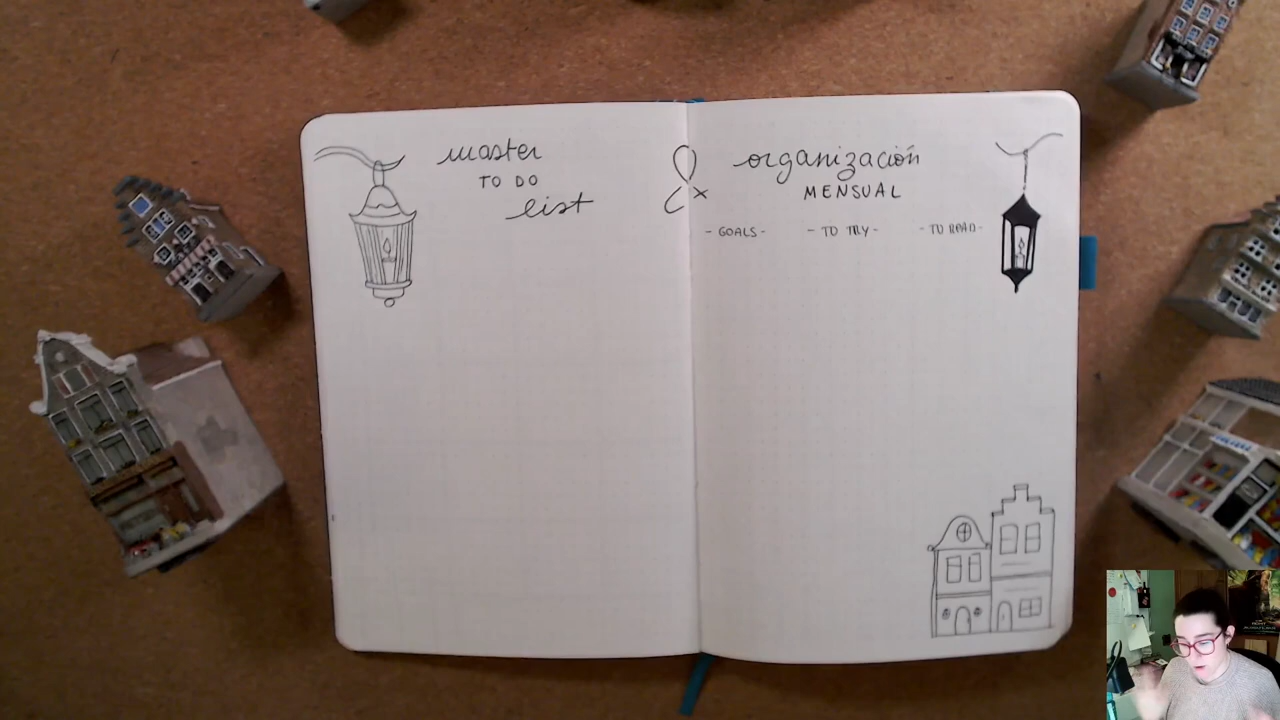 master
TO DO
list
&
organización
MENSUAL
- GOALS - - TO TRY - - TO READ -